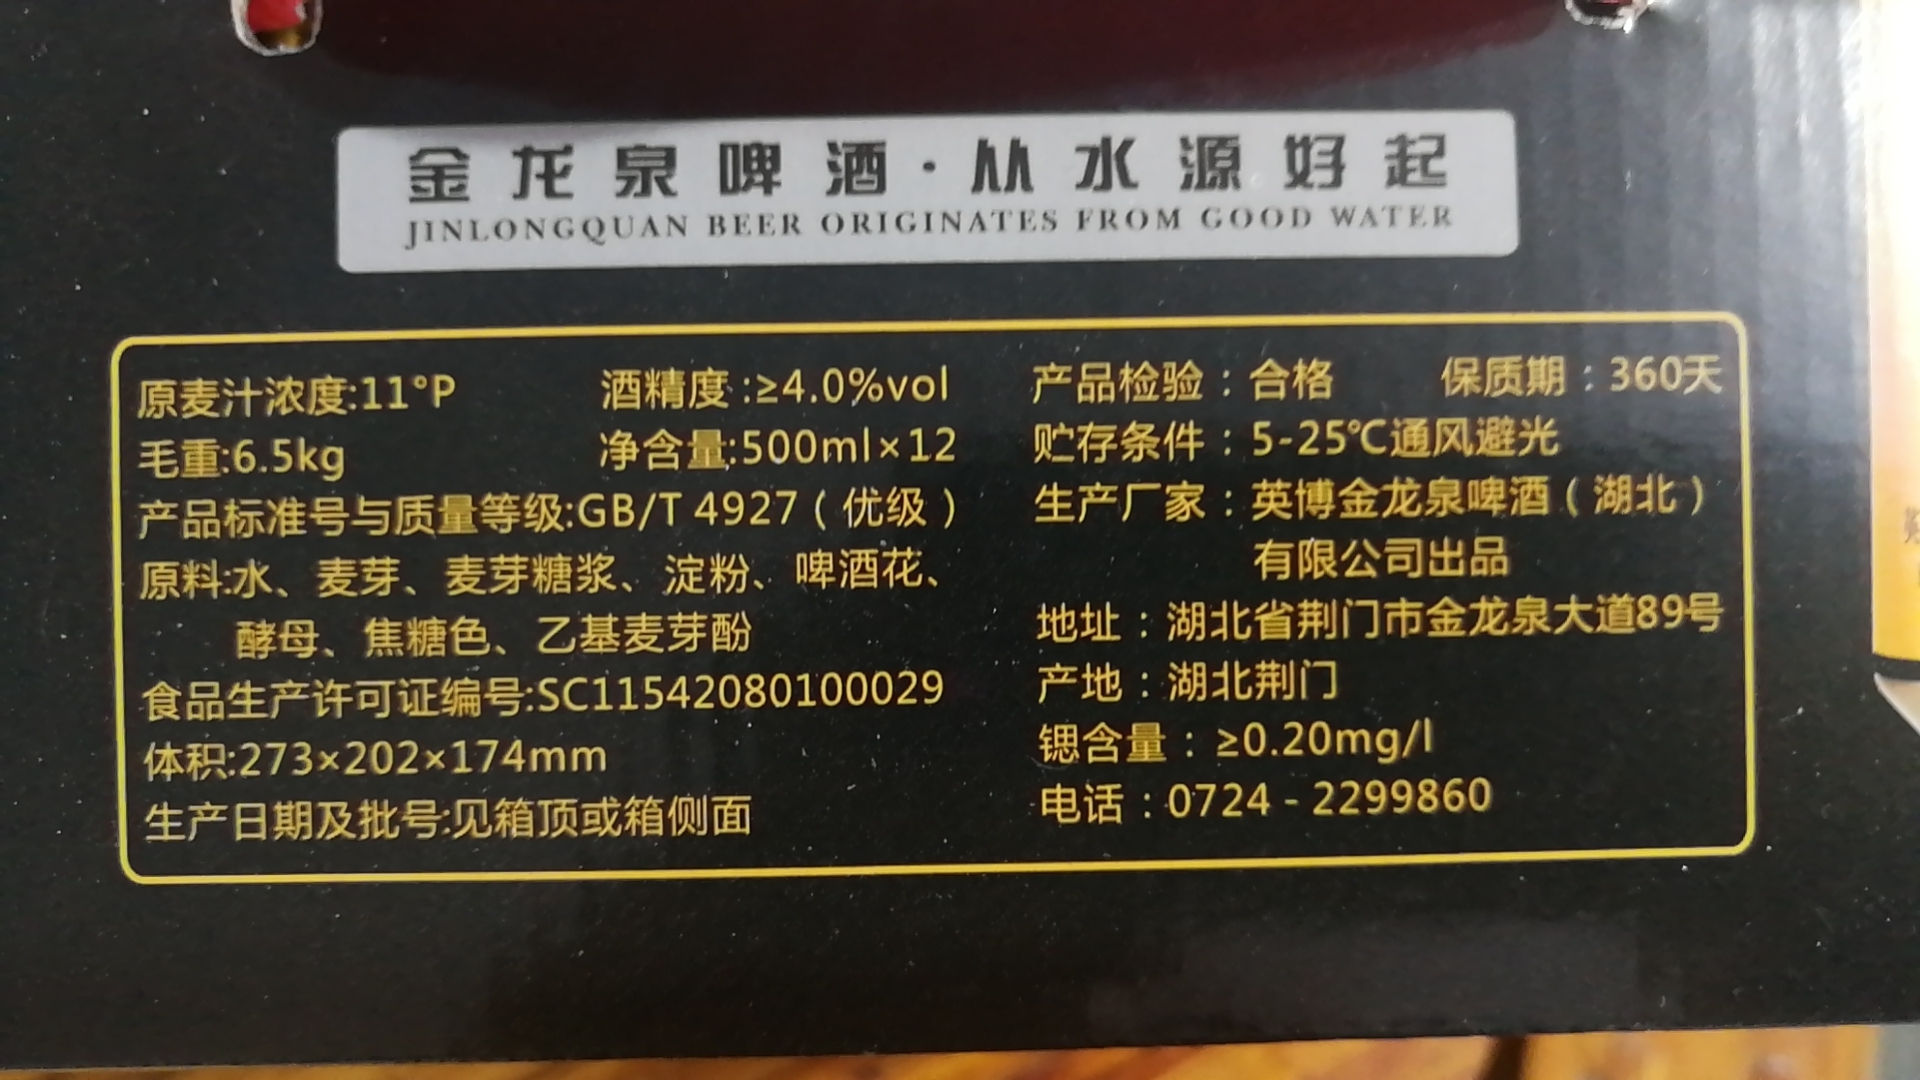 金龙泉啤酒·从水源好起
JINLONGQUAN BEER ORIGINATES FROM GOOD WATER
原麦汁浓度:11°P 酒精度:≥4.0%vol
毛重:6.5kg 净含量:500ml×12
产品标准号与质量等级:GB/T 4927(优级)
原料:水、麦芽、麦芽糖浆、淀粉、啤酒花、
酵母、焦糖色、乙基麦芽酚
食品生产许可证编号:SC11542080100029
体积:273×202×174mm
生产日期及批号:见箱顶或箱侧面
产品检验:合格 保质期:360天
贮存条件:5-25℃通风避光
生产厂家:英博金龙泉啤酒(湖北)
有限公司出品
地址:湖北省荆门市金龙泉大道89号
产地:湖北荆门
锶含量:≥0.20mg/l
电话:0724-2299860